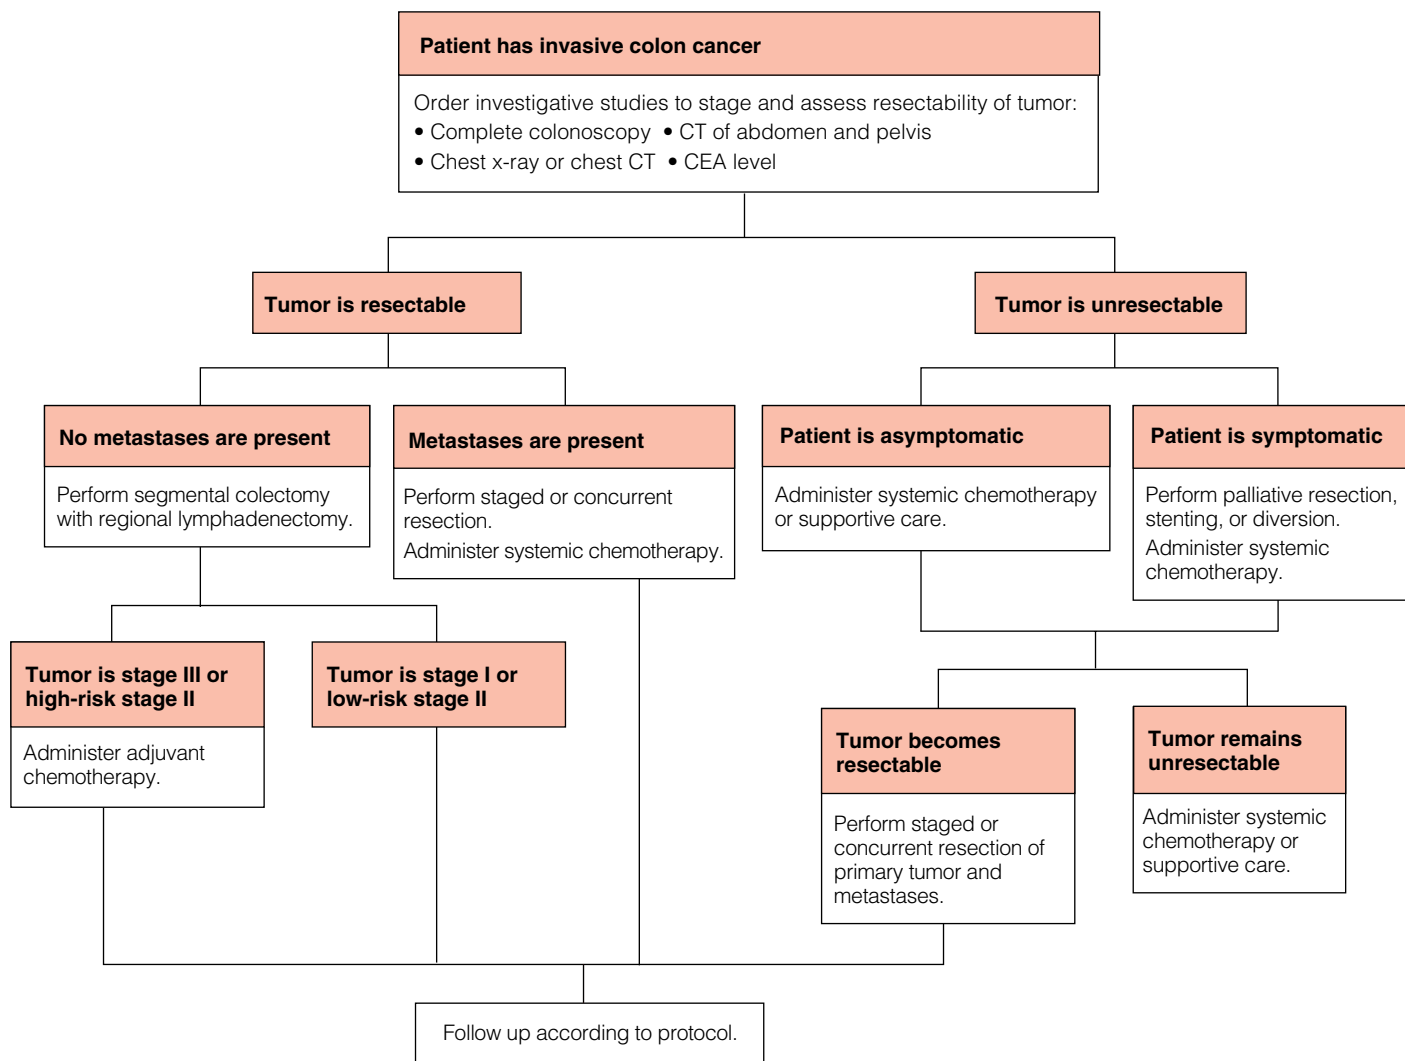 Patient has invasive colon cancer
Order investigative studies to stage and assess resectability of tumor:
• Complete colonoscopy • CT of abdomen and pelvis
• Chest x-ray or chest CT • CEA level
Tumor is resectable
Tumor is unresectable
No metastases are present
Perform segmental colectomy
with regional lymphadenectomy.
Metastases are present
Perform staged or concurrent
resection.
Administer systemic chemotherapy.
Patient is asymptomatic
Administer systemic chemotherapy
or supportive care.
Patient is symptomatic
Perform palliative resection,
stenting, or diversion.
Administer systemic
chemotherapy.
Tumor is stage III or
high-risk stage II
Administer adjuvant
chemotherapy.
Tumor is stage I or
low-risk stage II
Tumor becomes
resectable
Perform staged or
concurrent resection of
primary tumor and
metastases.
Tumor remains
unresectable
Administer systemic
chemotherapy or
supportive care.
Follow up according to protocol.